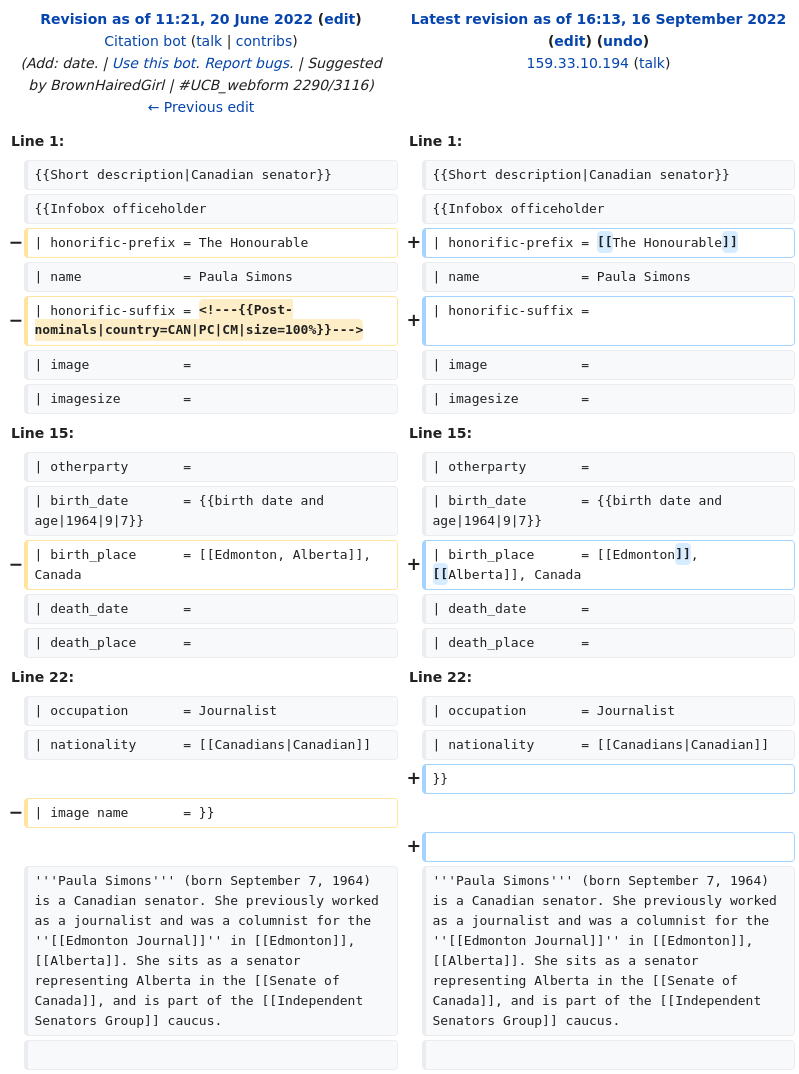 Revision as of 11:21, 20 June 2022 (edit)
Citation bot (talk | contribs)
(Add: date. | Use this bot. Report bugs. | Suggested
by BrownHairedGirl | #UCB_webform 2290/3116)
← Previous edit
Latest revision as of 16:13, 16 September 2022
(edit) (undo)
159.33.10.194 (talk)
Line 1:
Line 1:
{{Short description|Canadian senator}}
{{Short description|Canadian senator}}
{{Infobox officeholder
{{Infobox officeholder
− | honorific-prefix = The Honourable
+ | honorific-prefix = [[The Honourable]]
| name = Paula Simons
| name = Paula Simons
− | honorific-suffix = <!---{{Post-
nominals|country=CAN|PC|CM|size=100%}}--->
+ | honorific-suffix =
| image =
| image =
| imagesize =
| imagesize =
Line 15:
Line 15:
| otherparty =
| otherparty =
| birth_date = {{birth date and
age|1964|9|7}}
| birth_date = {{birth date and
age|1964|9|7}}
− | birth_place = [[Edmonton, Alberta]],
Canada
+ | birth_place = [[Edmonton]],
[[Alberta]], Canada
| death_date =
| death_date =
| death_place =
| death_place =
Line 22:
Line 22:
| occupation = Journalist
| occupation = Journalist
| nationality = [[Canadians|Canadian]]
| nationality = [[Canadians|Canadian]]
+ }}
− | image name = }}
+
'''Paula Simons''' (born September 7, 1964)
is a Canadian senator. She previously worked
as a journalist and was a columnist for the
''[[Edmonton Journal]]'' in [[Edmonton]],
[[Alberta]]. She sits as a senator
representing Alberta in the [[Senate of
Canada]], and is part of the [[Independent
Senators Group]] caucus.
'''Paula Simons''' (born September 7, 1964)
is a Canadian senator. She previously worked
as a journalist and was a columnist for the
''[[Edmonton Journal]]'' in [[Edmonton]],
[[Alberta]]. She sits as a senator
representing Alberta in the [[Senate of
Canada]], and is part of the [[Independent
Senators Group]] caucus.